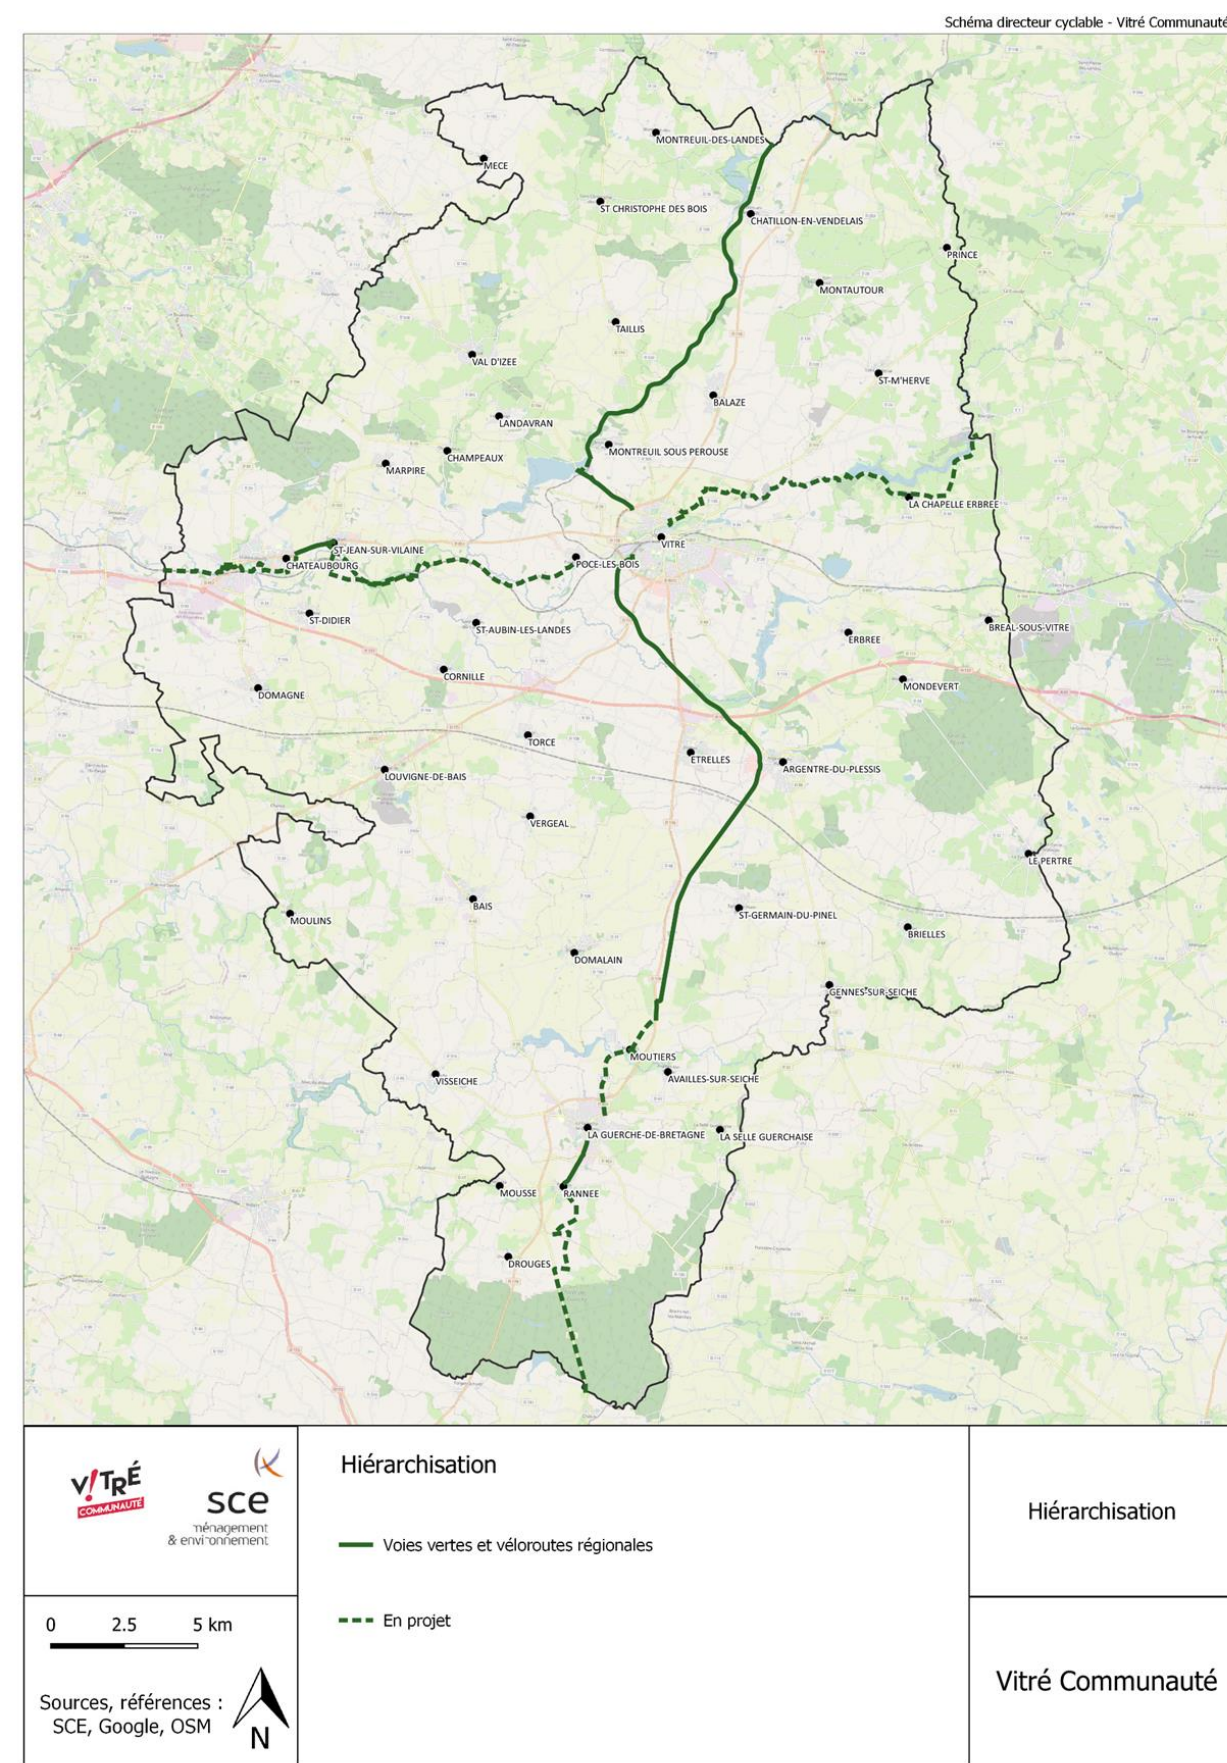 Schéma directeur cyclable - Vitré Communauté
MONTREUIL-DES-LANDES
MECE
ST CHRISTOPHE DES BOIS
CHATILLON-EN-VENDELAIS
PRINCE
MONTAUTOUR
TAILLIS
VAL D'IZEE
ST-M'HERVE
BALAZE
LANDAVRAN
MONTREUIL SOUS PEROUSE
CHAMPEAUX
MARPIRE
LA CHAPELLE ERBREE
VITRE
ST-JEAN-SUR-VILAINE
CHATEAUBOURG
POCE-LES-BOIS
ST-DIDIER
ST-AUBIN-LES-LANDES
BREAL-SOUS-VITRE
ERBREE
CORNILLE
MONDEVERT
DOMAGNE
TORCE
ETRELLES
ARGENTRE-DU-PLESSIS
LOUVIGNE-DE-BAIS
VERGEAL
LE PERTRE
BAIS
MOULINS
ST-GERMAIN-DU-PINEL
BRIELLES
DOMALAIN
GENNES-SUR-SEICHE
MOUTIERS
VISSEICHE
AVAILLES-SUR-SEICHE
LA GUERCHE-DE-BRETAGNE
LA SELLE GUERCHAISE
MOUSSE
RANNEE
DROUGES
V!TRÉ
COMMUNAUTÉ
sce
ménagement
& environnement
0 2.5 5 km
Sources, références :
SCE, Google, OSM
N
Hiérarchisation
Voies vertes et véloroutes régionales
En projet
Hiérarchisation
Vitré Communauté